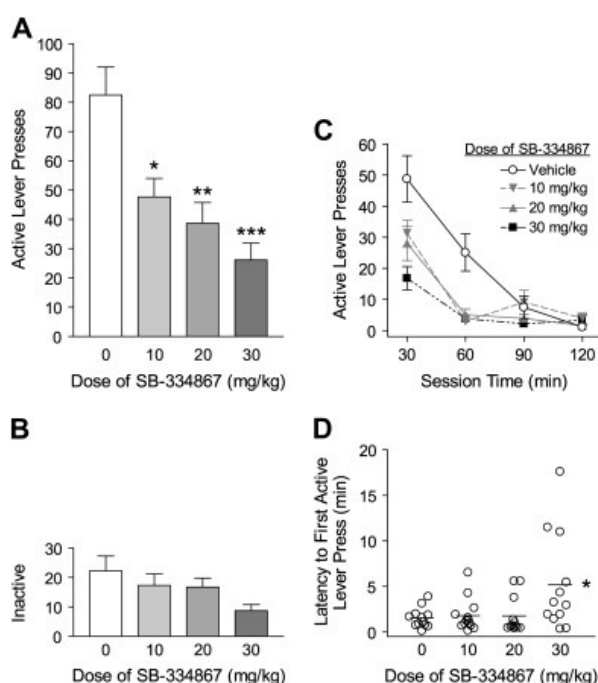 A
Active Lever Presses
100
90
80
70
60
50
40
30
20
10
0
*
**
***
0 10 20 30
Dose of SB-334867 (mg/kg)
B
Inactive
30
20
10
0
0 10 20 30
Dose of SB-334867 (mg/kg)
C
Active Lever Presses
60
50
40
30
20
10
0
Dose of SB-334867
Vehicle
10 mg/kg
20 mg/kg
30 mg/kg
30 60 90 120
Session Time (min)
D
Latency to First Active
Lever Press (min)
20
15
10
5
0
*
0 10 20 30
Dose of SB-334867 (mg/kg)